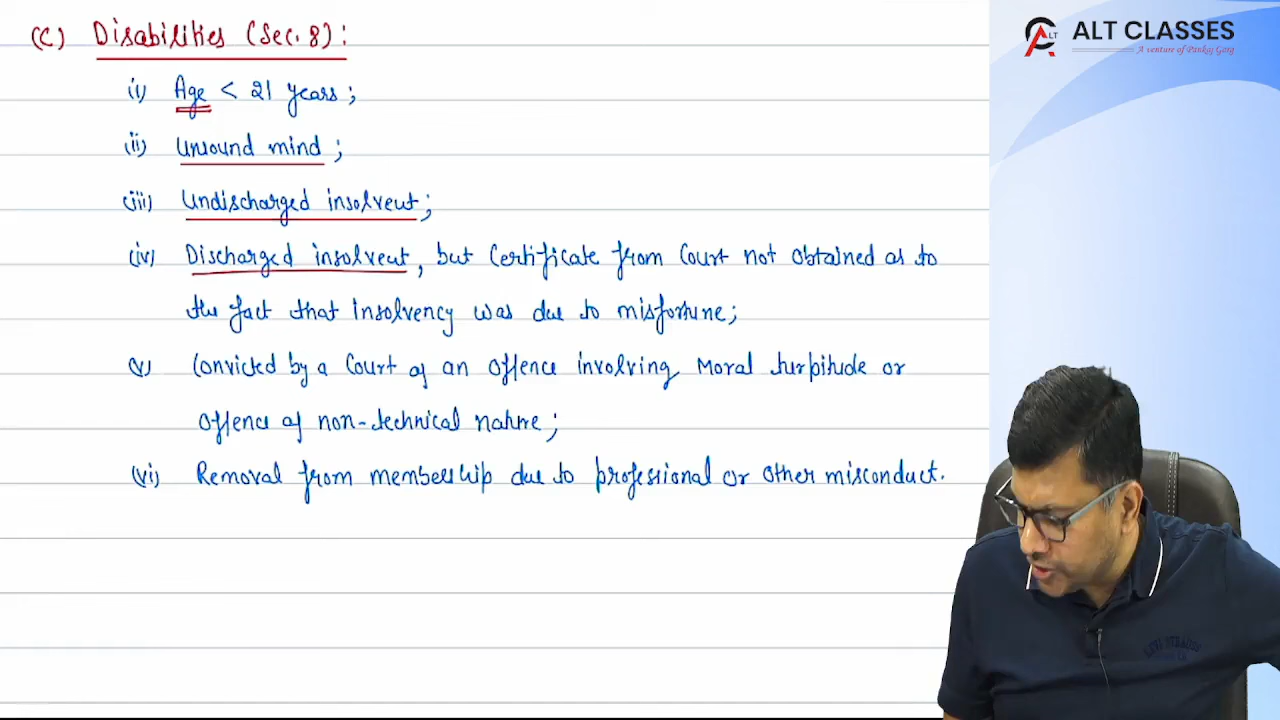 (C) Disabilities (Sec. 8):
ALT CLASSES
A venture of Pankaj Garg
(i) Age < 21 years;
(ii) Unsound mind;
(iii) Undischarged insolvent;
(iv) Discharged insolvent, but Certificate from Court not obtained as to
the fact that Insolvency was due to misfortune;
(v) Convicted by a Court of an offence involving Moral turpitude or
Offence of non-technical nature;
(vi) Removal from membership due to professional or other misconduct.